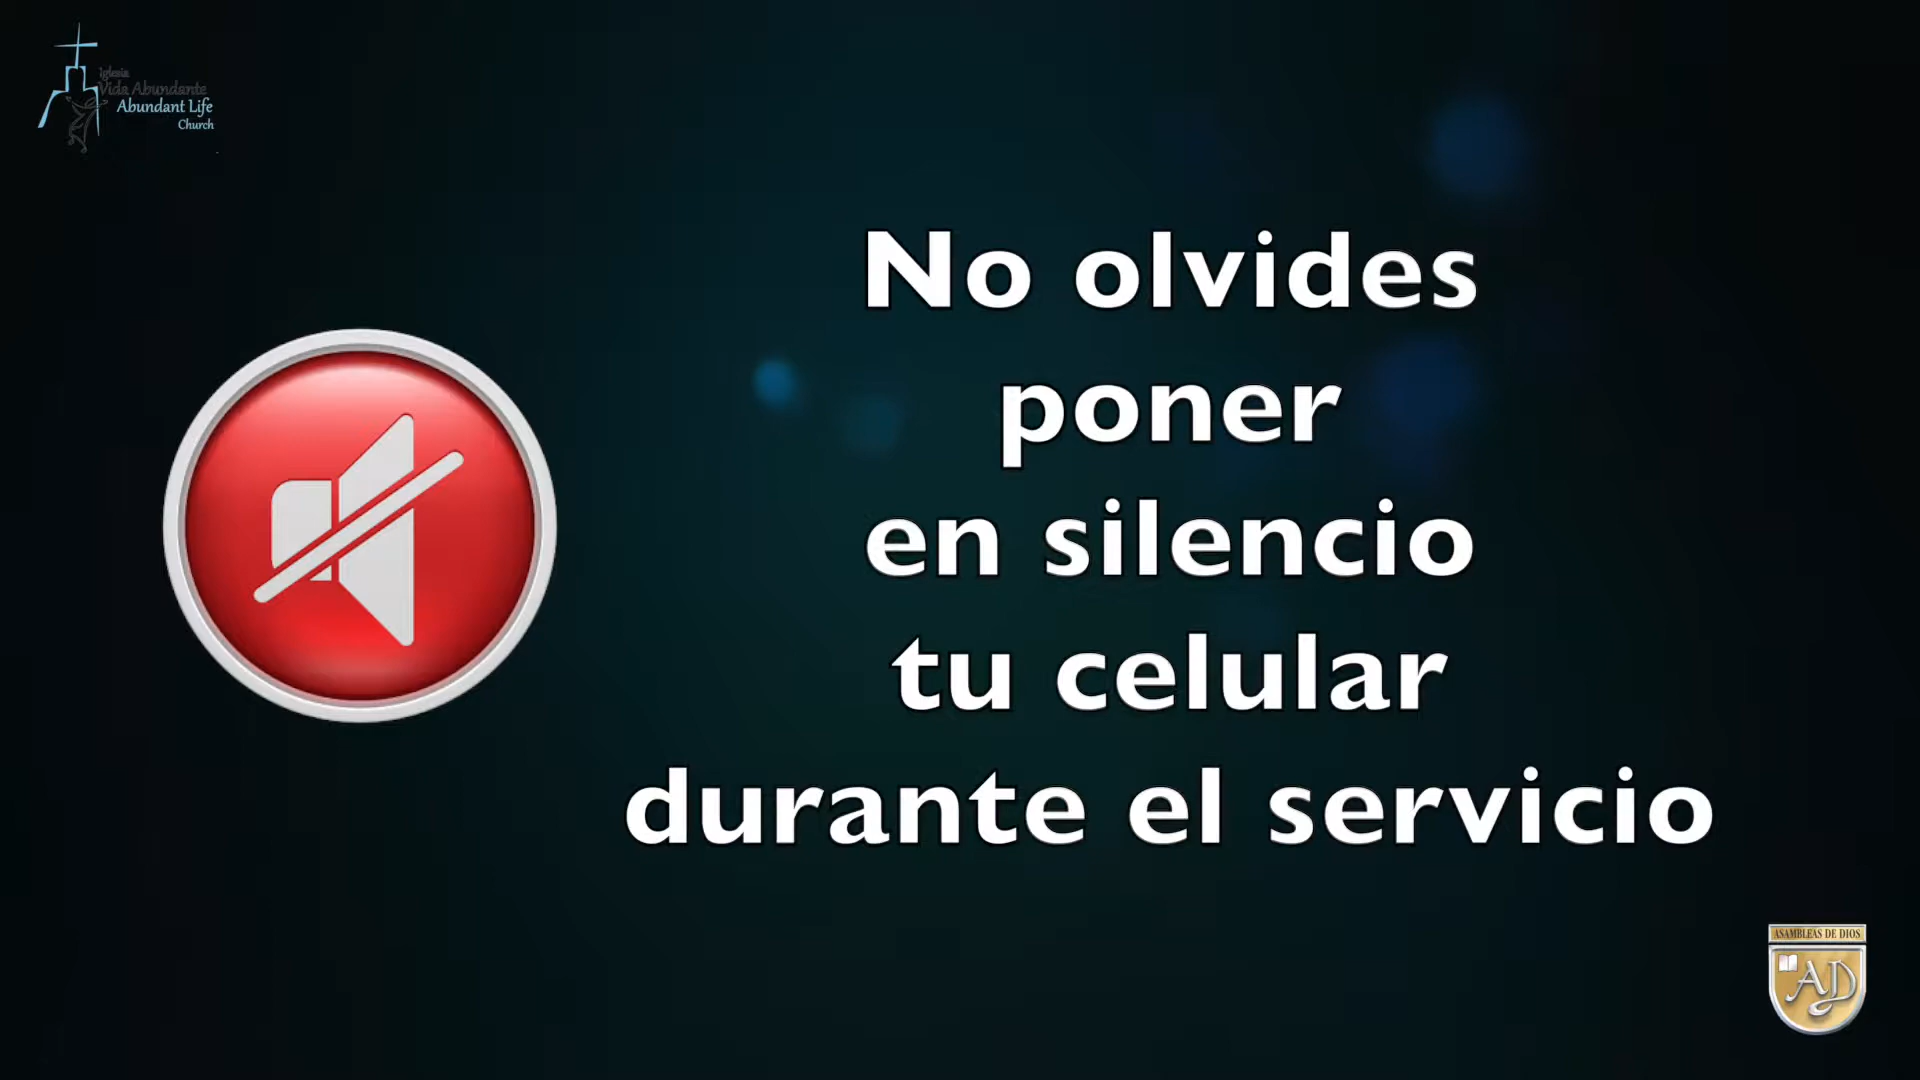 Iglesia
Vida Abundante
Abundant Life
Church
No olvides
poner
en silencio
tu celular
durante el servicio
ASAMBLEAS DE DIOS
AD